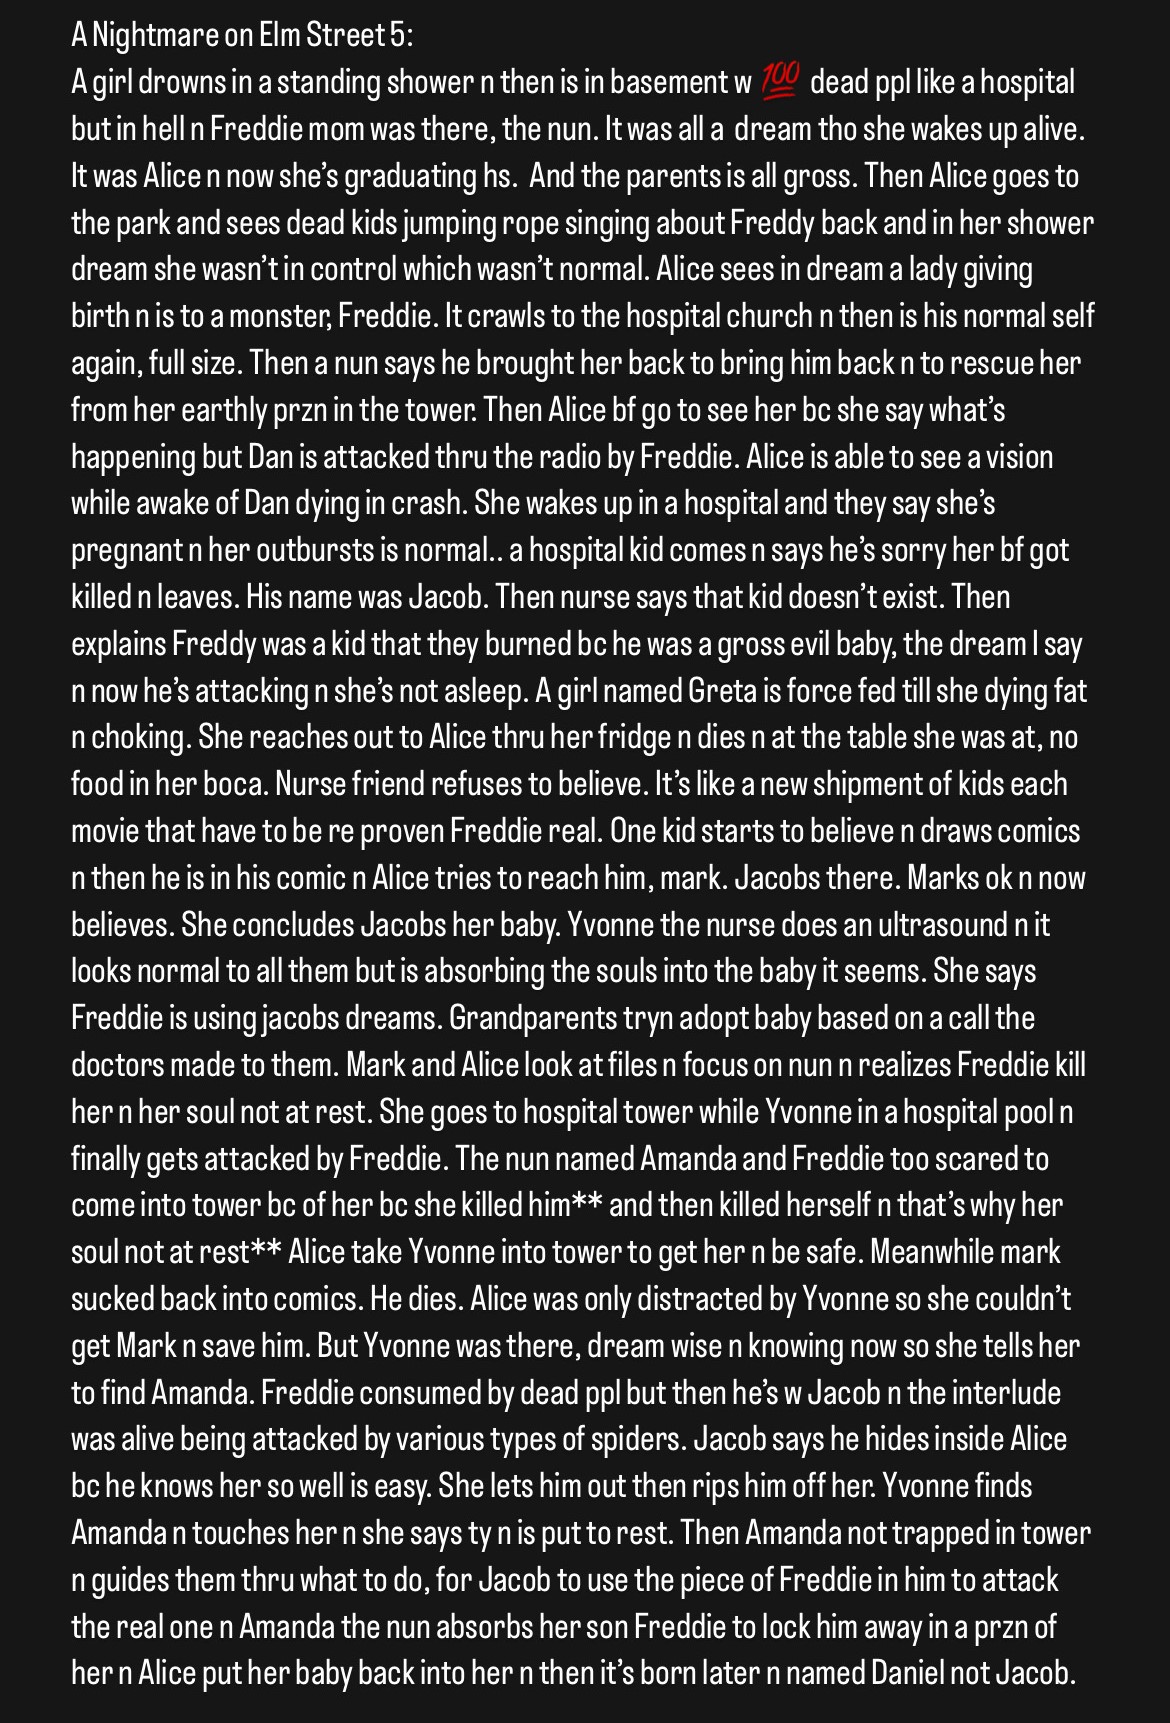 A Nightmare on Elm Street 5:
A girl drowns in a standing shower n then is in basement w 💯 dead ppl like a hospital
but in hell n Freddie mom was there, the nun. It was all a  dream tho she wakes up alive.
It was Alice n now she's graduating hs.  And the parents is all gross. Then Alice goes to
the park and sees dead kids jumping rope singing about Freddy back and in her shower
dream she wasn't in control which wasn't normal. Alice sees in dream a lady giving
birth n is to a monster, Freddie. It crawls to the hospital church n then is his normal self
again, full size. Then a nun says he brought her back to bring him back n to rescue her
from her earthly przn in the tower. Then Alice bf go to see her bc she say what's
happening but Dan is attacked thru the radio by Freddie. Alice is able to see a vision
while awake of Dan dying in crash. She wakes up in a hospital and they say she's
pregnant n her outbursts is normal.. a hospital kid comes n says he's sorry her bf got
killed n leaves. His name was Jacob. Then nurse says that kid doesn't exist. Then
explains Freddy was a kid that they burned bc he was a gross evil baby, the dream I say
n now he's attacking n she's not asleep. A girl named Greta is force fed till she dying fat
n choking. She reaches out to Alice thru her fridge n dies n at the table she was at, no
food in her boca. Nurse friend refuses to believe. It's like a new shipment of kids each
movie that have to be re proven Freddie real. One kid starts to believe n draws comics
n then he is in his comic n Alice tries to reach him, mark. Jacobs there. Marks ok n now
believes. She concludes Jacobs her baby. Yvonne the nurse does an ultrasound n it
looks normal to all them but is absorbing the souls into the baby it seems. She says
Freddie is using jacobs dreams. Grandparents tryn adopt baby based on a call the
doctors made to them. Mark and Alice look at files n focus on nun n realizes Freddie kill
her n her soul not at rest. She goes to hospital tower while Yvonne in a hospital pool n
finally gets attacked by Freddie. The nun named Amanda and Freddie too scared to
come into tower bc of her bc she killed him** and then killed herself n that's why her
soul not at rest** Alice take Yvonne into tower to get her n be safe. Meanwhile mark
sucked back into comics. He dies. Alice was only distracted by Yvonne so she couldn't
get Mark n save him. But Yvonne was there, dream wise n knowing now so she tells her
to find Amanda. Freddie consumed by dead ppl but then he's w Jacob n the interlude
was alive being attacked by various types of spiders. Jacob says he hides inside Alice
bc he knows her so well is easy. She lets him out then rips him off her. Yvonne finds
Amanda n touches her n she says ty n is put to rest. Then Amanda not trapped in tower
n guides them thru what to do, for Jacob to use the piece of Freddie in him to attack
the real one n Amanda the nun absorbs her son Freddie to lock him away in a przn of
her n Alice put her baby back into her n then it's born later n named Daniel not Jacob.